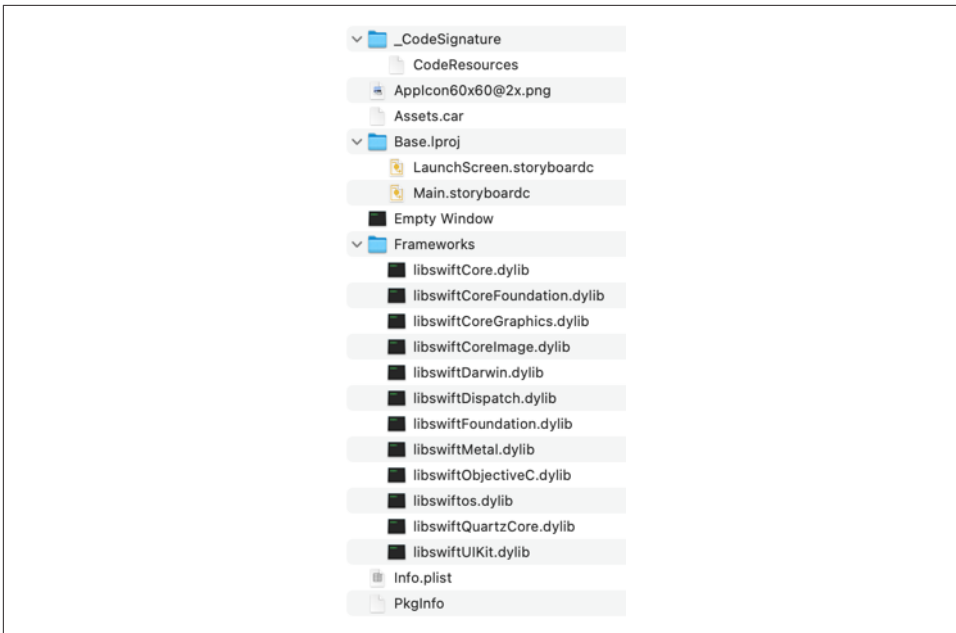 _CodeSignature
CodeResources
AppIcon60x60@2x.png
Assets.car
Base.lproj
LaunchScreen.storyboardc
Main.storyboardc
Empty Window
Frameworks
libswiftCore.dylib
libswiftCoreFoundation.dylib
libswiftCoreGraphics.dylib
libswiftCoreImage.dylib
libswiftDarwin.dylib
libswiftDispatch.dylib
libswiftFoundation.dylib
libswiftMetal.dylib
libswiftObjectiveC.dylib
libswiftos.dylib
libswiftQuartzCore.dylib
libswiftUIKit.dylib
Info.plist
PkgInfo